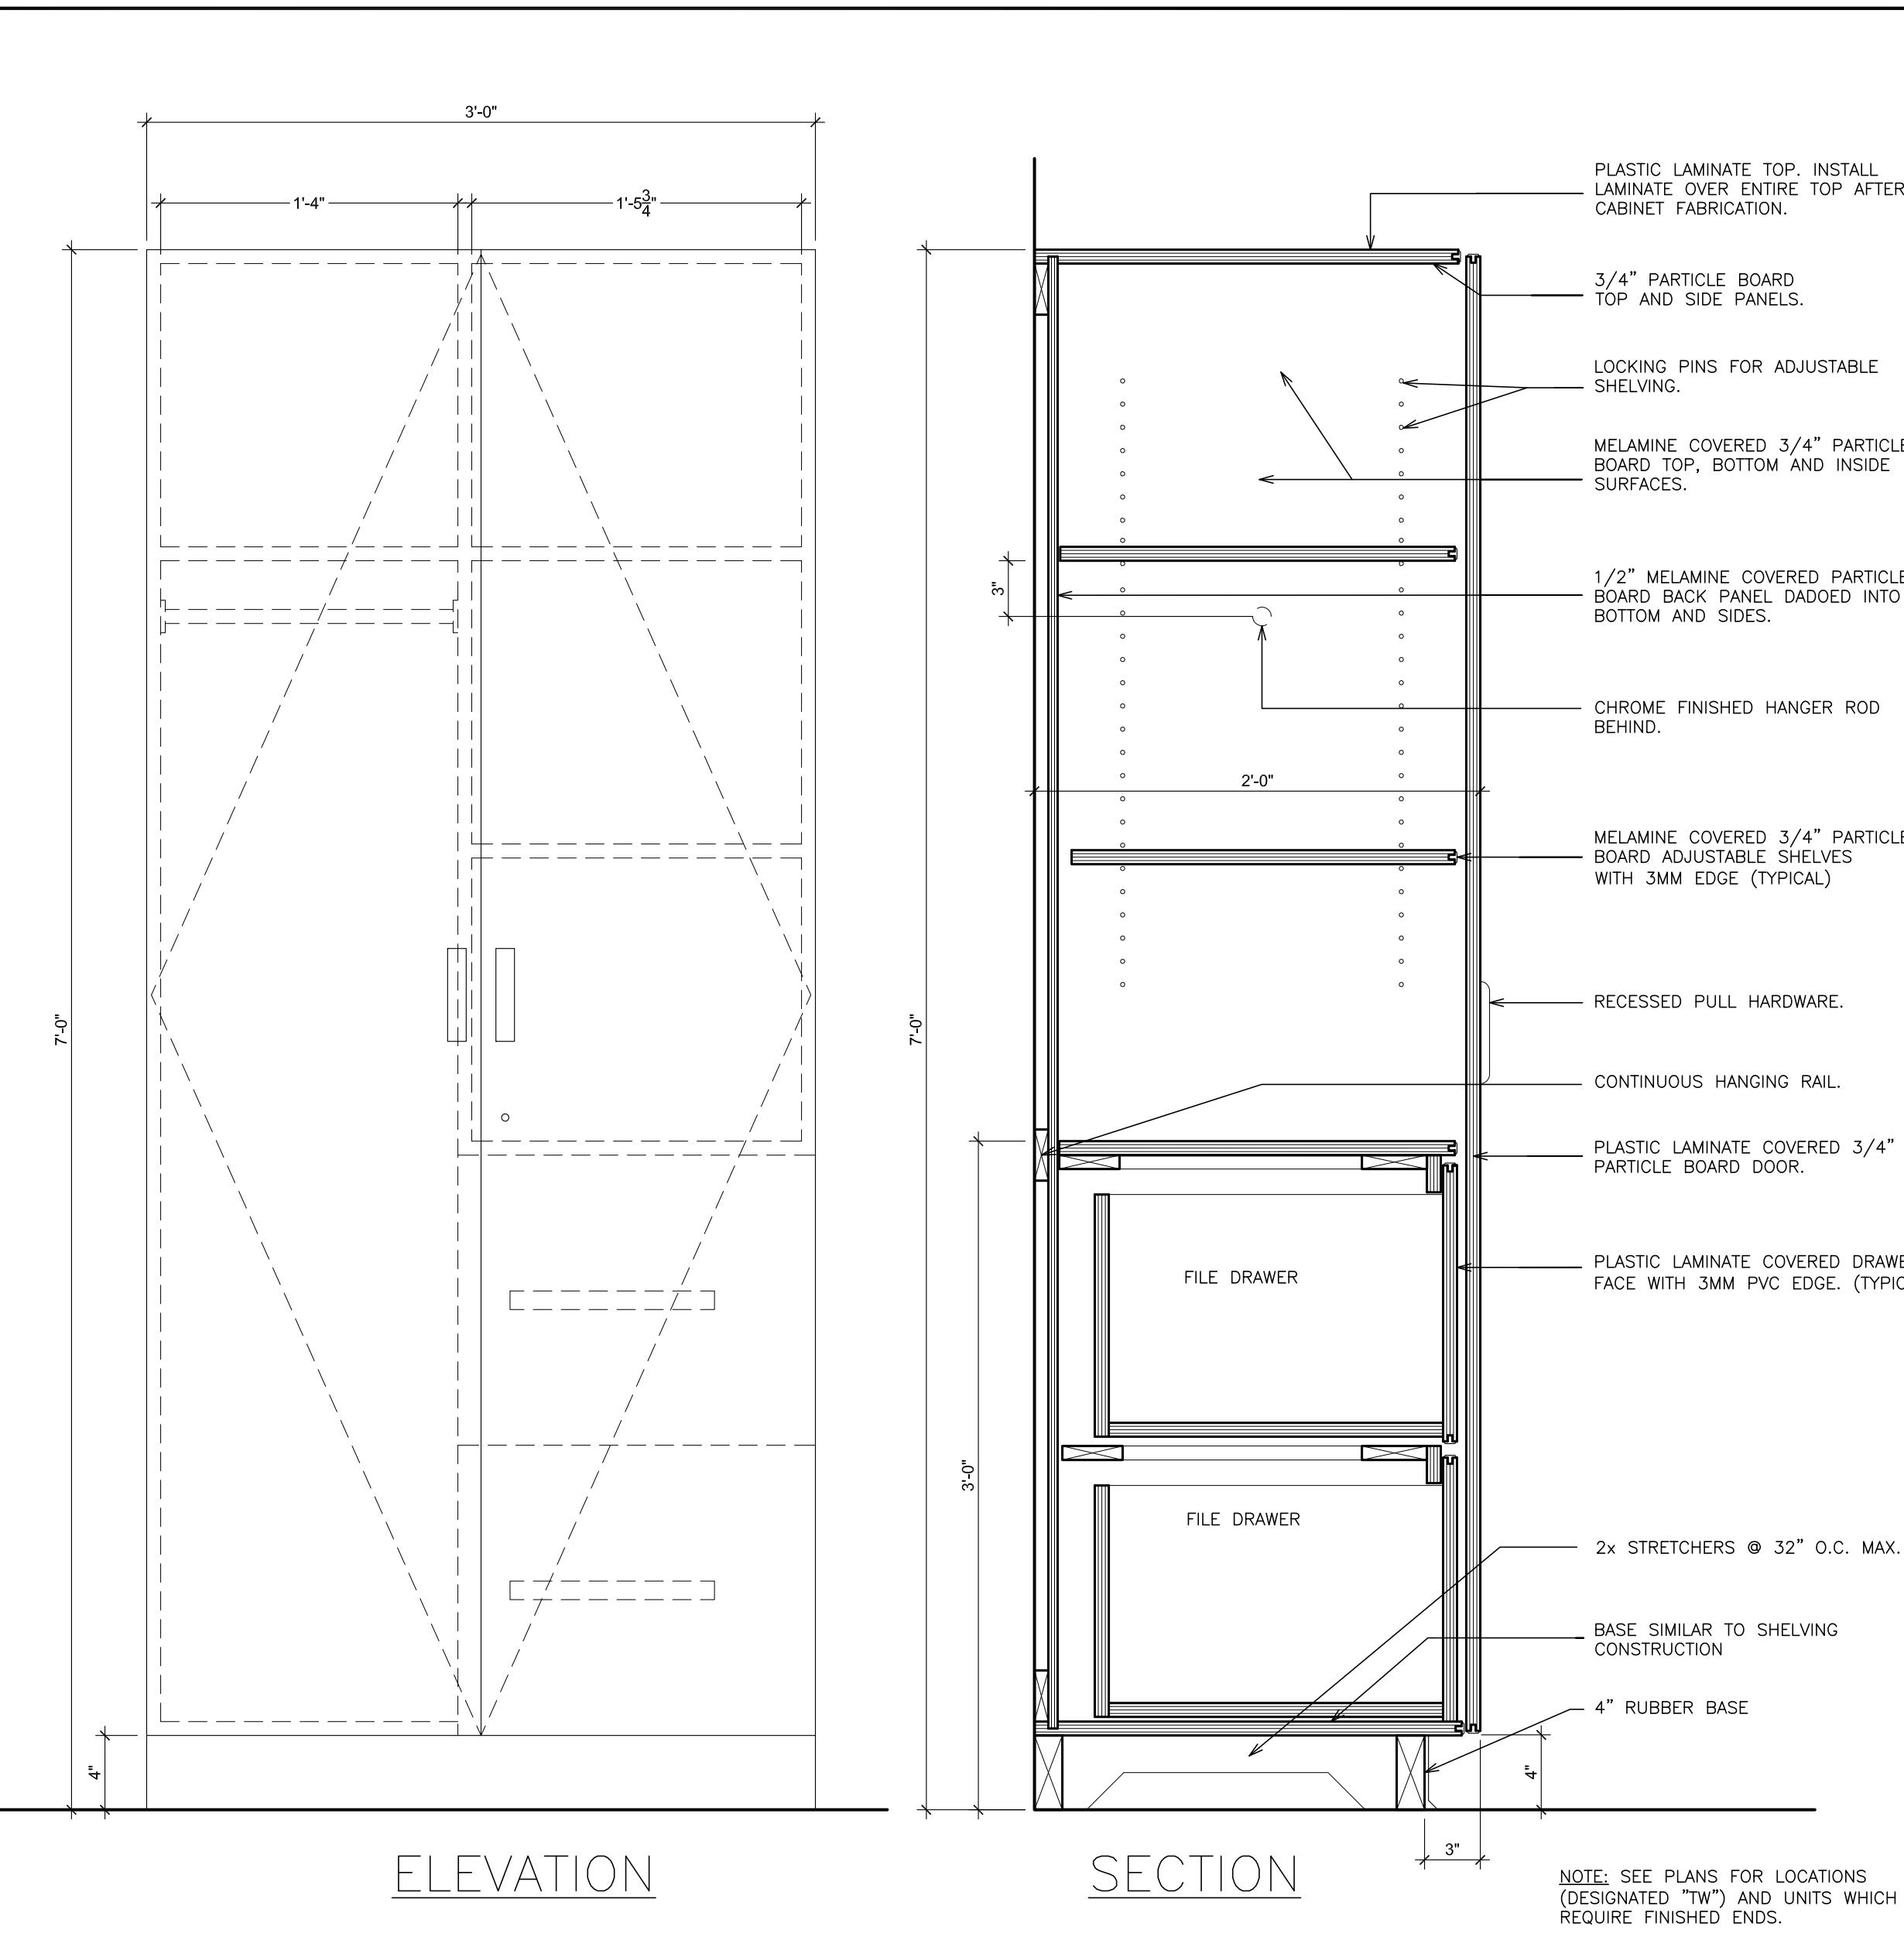 3'-0"
1'-4"
1'-5 3/4"
7'-0"
4"
ELEVATION
PLASTIC LAMINATE TOP. INSTALL
LAMINATE OVER ENTIRE TOP AFTER
CABINET FABRICATION.
3/4" PARTICLE BOARD
TOP AND SIDE PANELS.
LOCKING PINS FOR ADJUSTABLE
SHELVING.
MELAMINE COVERED 3/4"
BOARD TOP, BOTTOM AND INSIDE
SURFACES.
3"
1/2" MELAMINE COVERED
BOARD BACK PANEL DADOED INTO
BOTTOM AND SIDES.
CHROME FINISHED HANGER ROD
BEHIND.
2'-0"
MELAMINE COVERED 3/4"
BOARD ADJUSTABLE SHELVES
WITH 3MM EDGE (TYPICAL)
7'-0"
RECESSED PULL HARDWARE.
CONTINUOUS HANGING RAIL.
PLASTIC LAMINATE COVERED 3/4"
PARTICLE BOARD DOOR.
FILE DRAWER
PLASTIC LAMINATE COVERED
FACE WITH 3MM PVC EDGE.
3'-0"
FILE DRAWER
2x STRETCHERS @ 32" O.C. MAX.
BASE SIMILAR TO SHELVING
CONSTRUCTION
4" RUBBER BASE
4"
3"
SECTION
NOTE: SEE PLANS FOR LOCATIONS
(DESIGNATED "TW") AND UNITS WHICH
REQUIRE FINISHED ENDS.